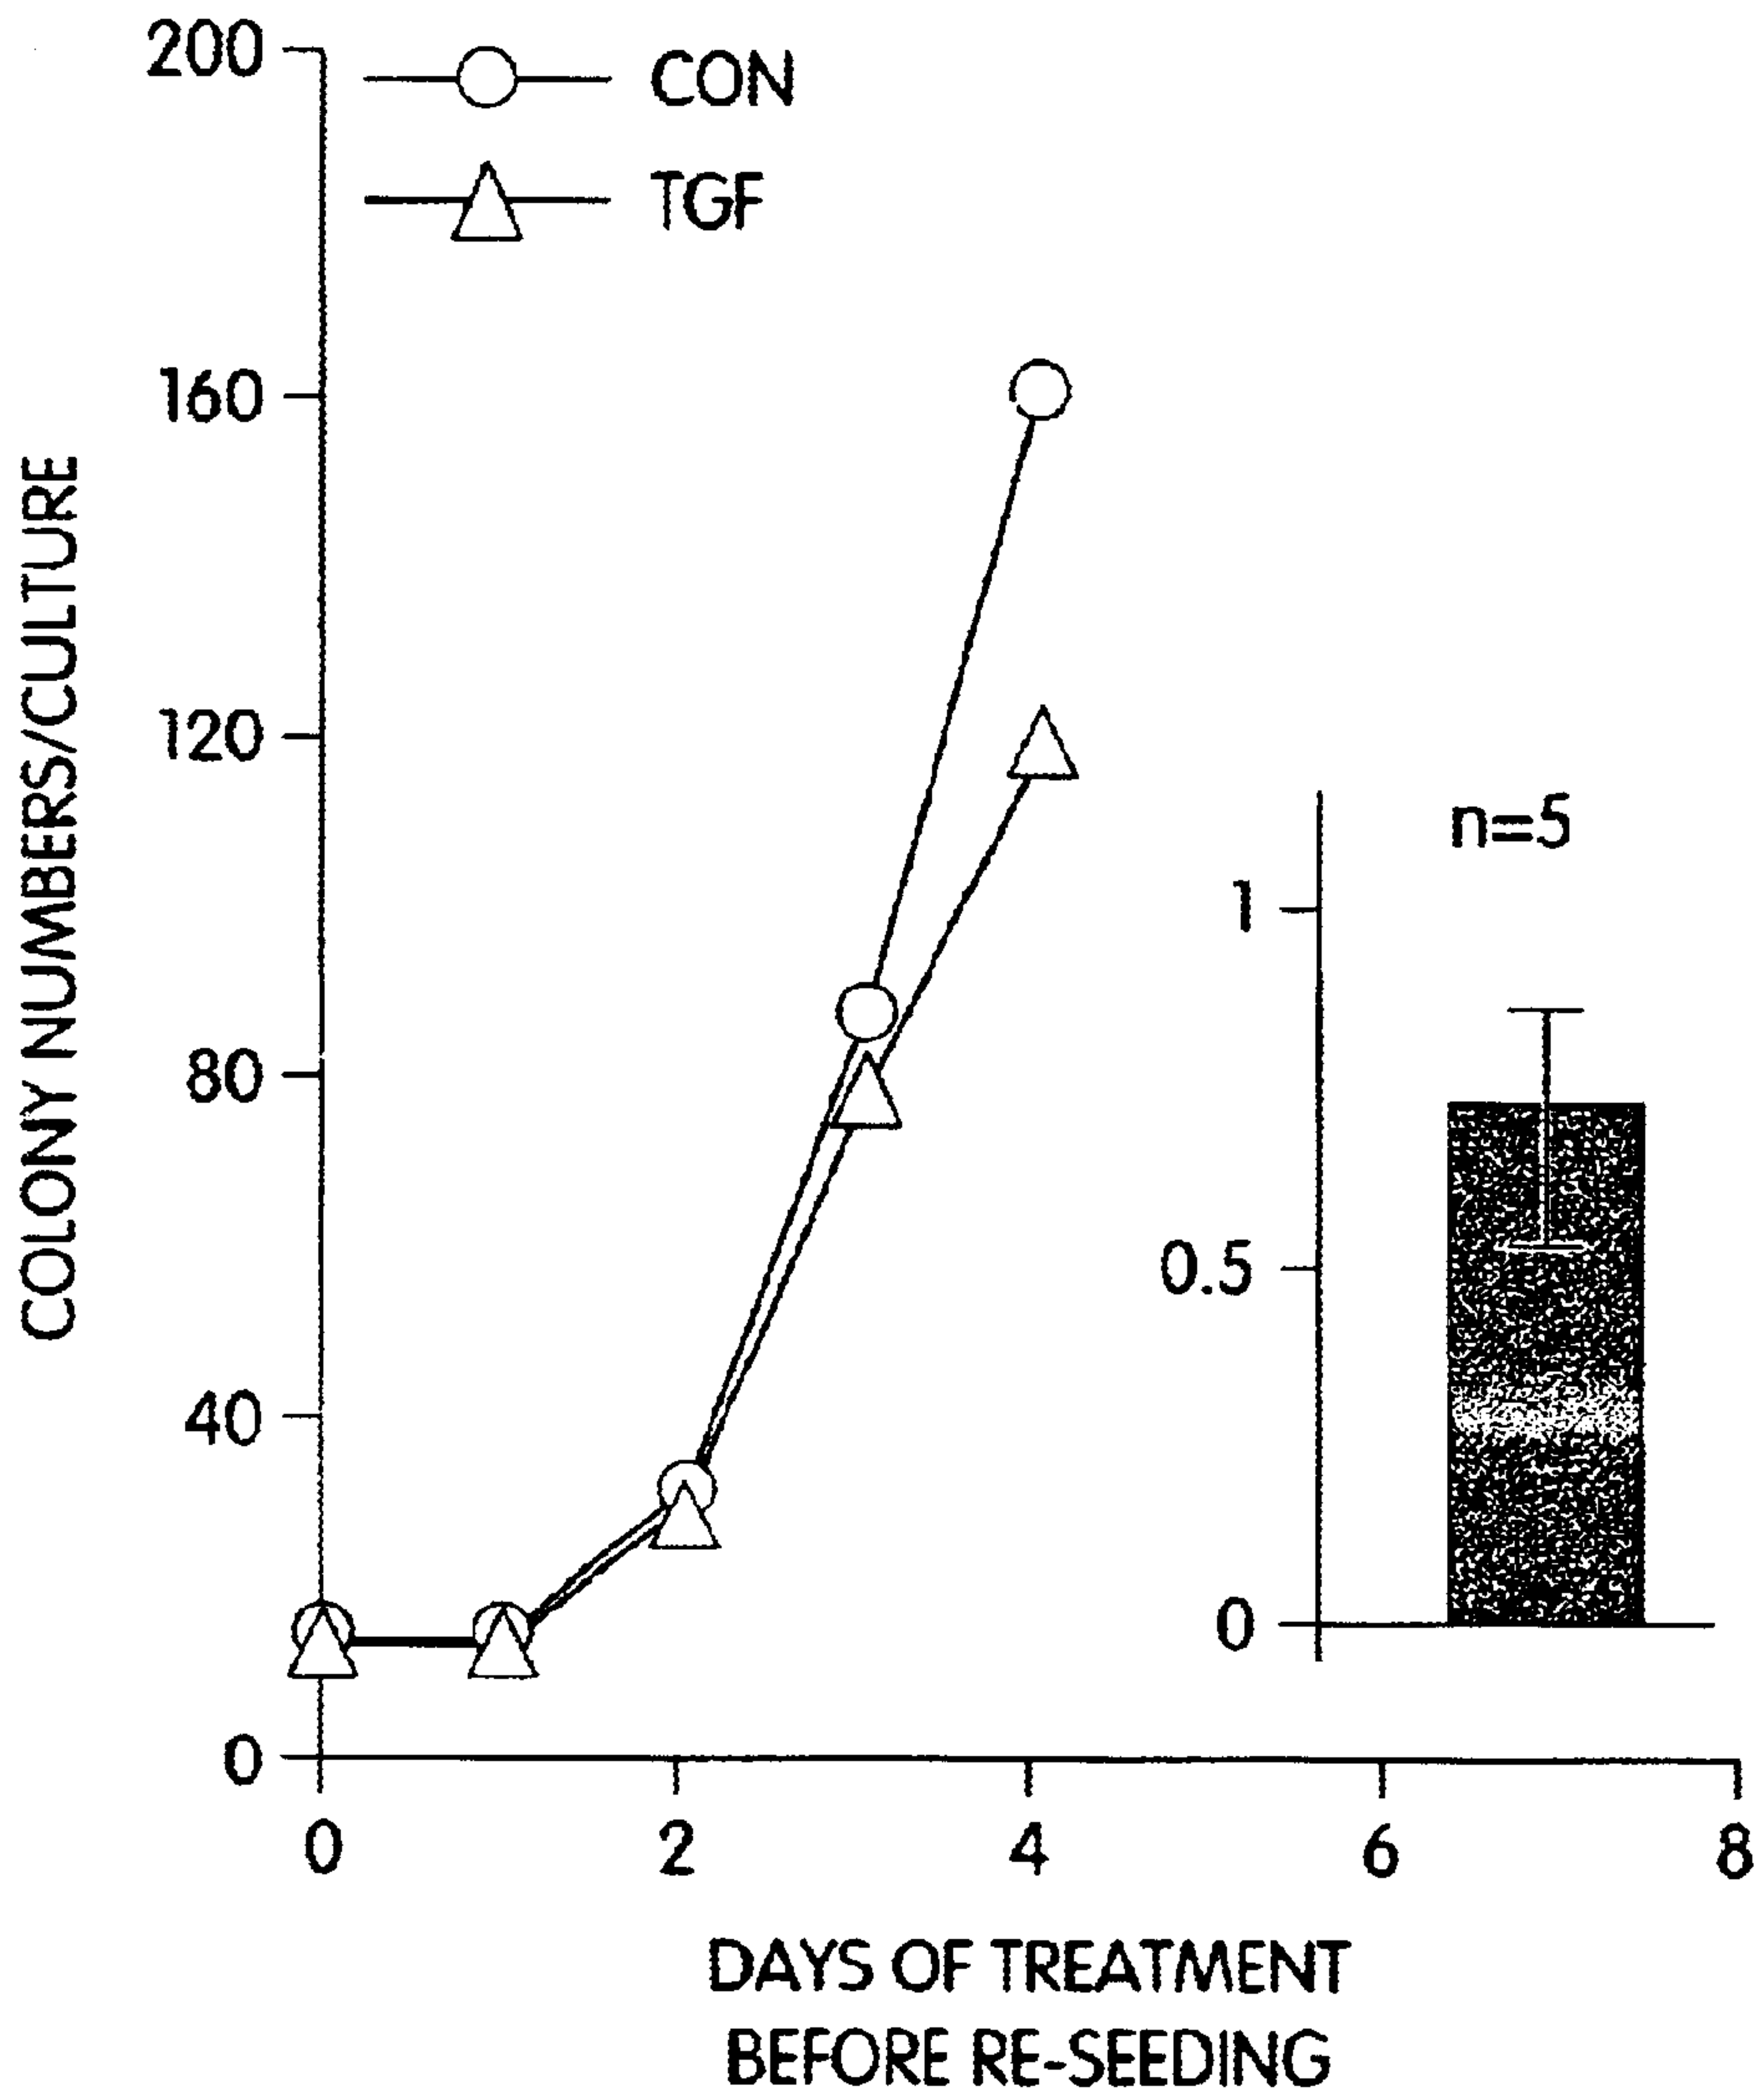 200
CON
TGF
160
120
80
40
0
COLONY NUMBERS/CULTURE
n=5
1
0.5
0
0 2 4 6 8
DAYS OF TREATMENT
BEFORE RE-SEEDING